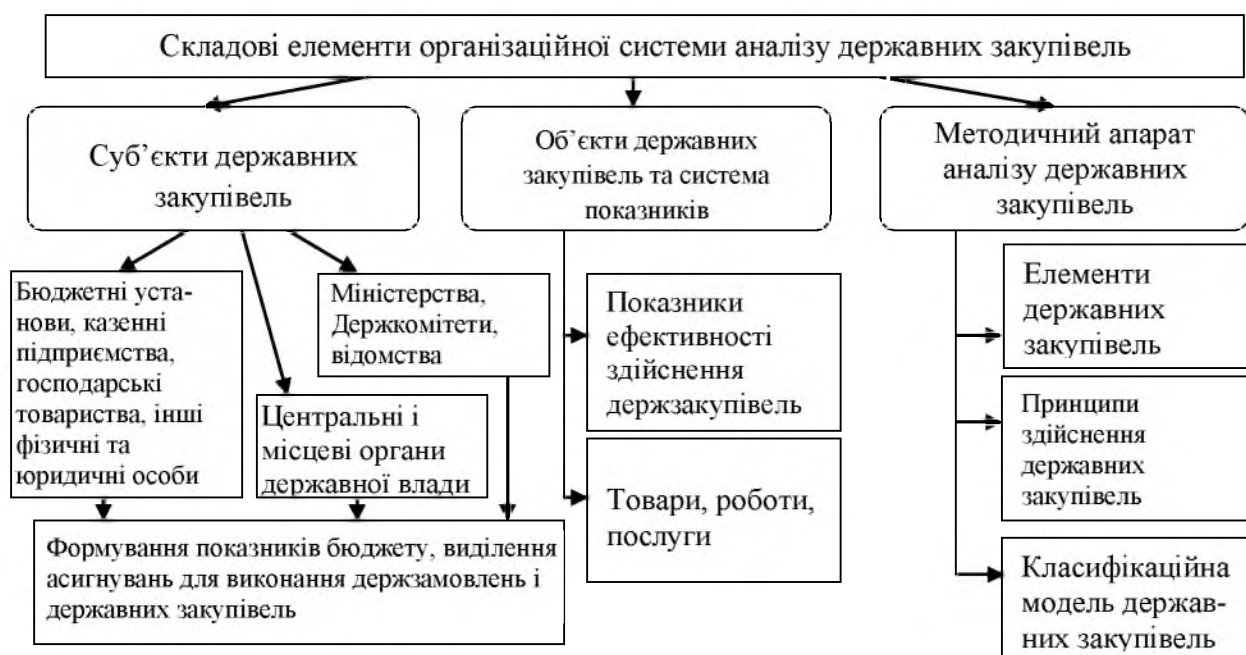 Складові елементи організаційної системи аналізу державних закупівель
Суб’єкти державних
закупівель
Об’єкти державних
закупівель та система
показників
Методичний апарат
аналізу державних
закупівель
Бюджетні уста-
нови, казенні
підприємства,
господарські
товариства, інші
фізичні та
юридичні особи
Міністерства,
Держкомітети,
відомства
Центральні і
місцеві органи
державної влади
Формування показників бюджету, виділення
асигнувань для виконання держзамовлень і
державних закупівель
Показники
ефективності
здійснення
держзакупівель
Товари, роботи,
послуги
Елементи
державних
закупівель
Принципи
здійснення
державних
закупівель
Класифікаційна
модель держав-
них закупівель